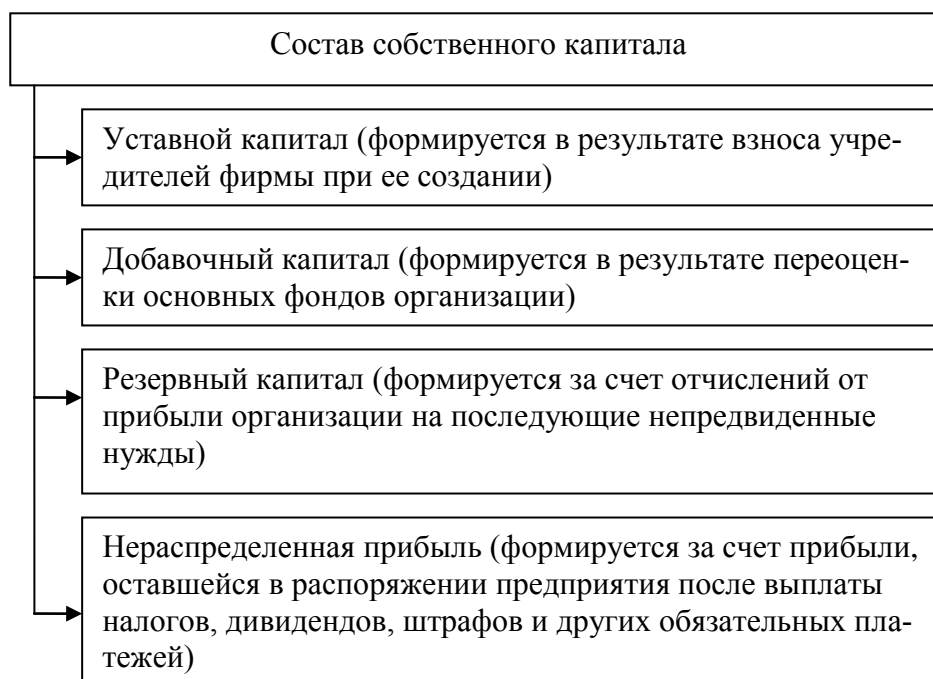 Состав собственного капитала
Уставной капитал (формируется в результате взноса учре-
дителей фирмы при ее создании)
Добавочный капитал (формируется в результате переоцен-
ки основных фондов организации)
Резервный капитал (формируется за счет отчислений от
прибыли организации на последующие непредвиденные
нужды)
Нераспределенная прибыль (формируется за счет прибыли,
оставшейся в распоряжении предприятия после выплаты
налогов, дивидендов, штрафов и других обязательных пла-
тежей)